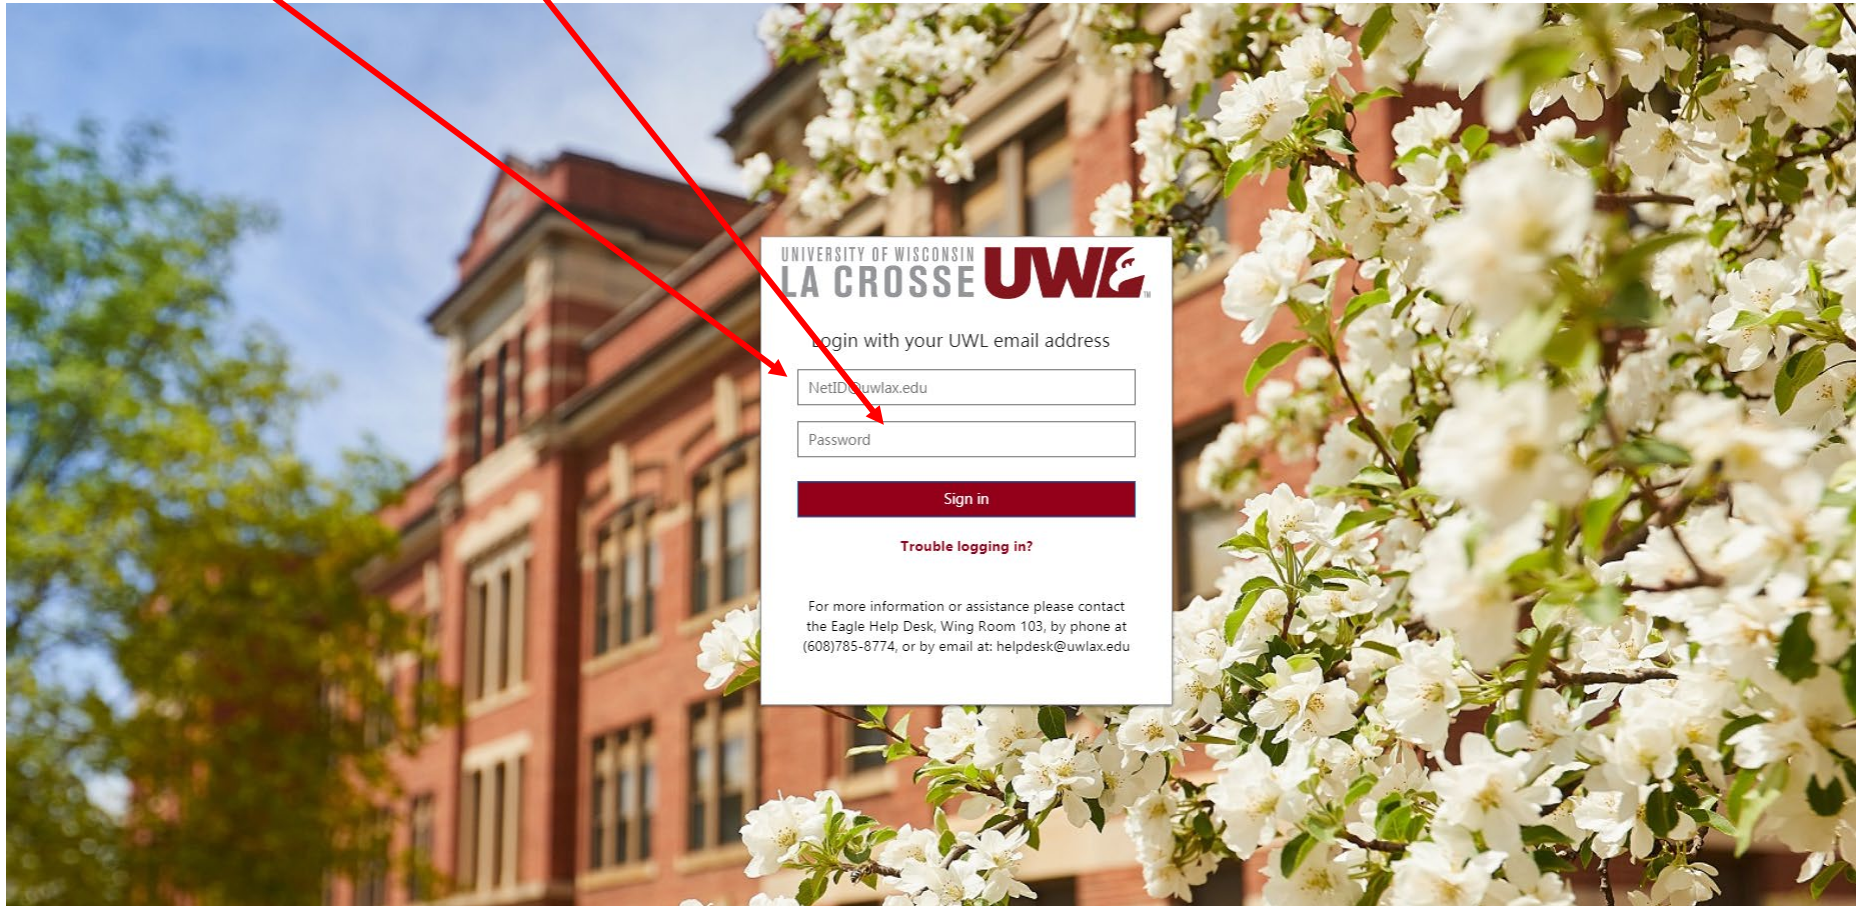 UNIVERSITY OF WISCONSIN
LA CROSSE UWL
TM
Login with your UWL email address
NetID@uwlax.edu
Password
Sign in
Trouble logging in?
For more information or assistance please contact
the Eagle Help Desk, Wing Room 103, by phone at
(608)785-8774, or by email at: helpdesk@uwlax.edu